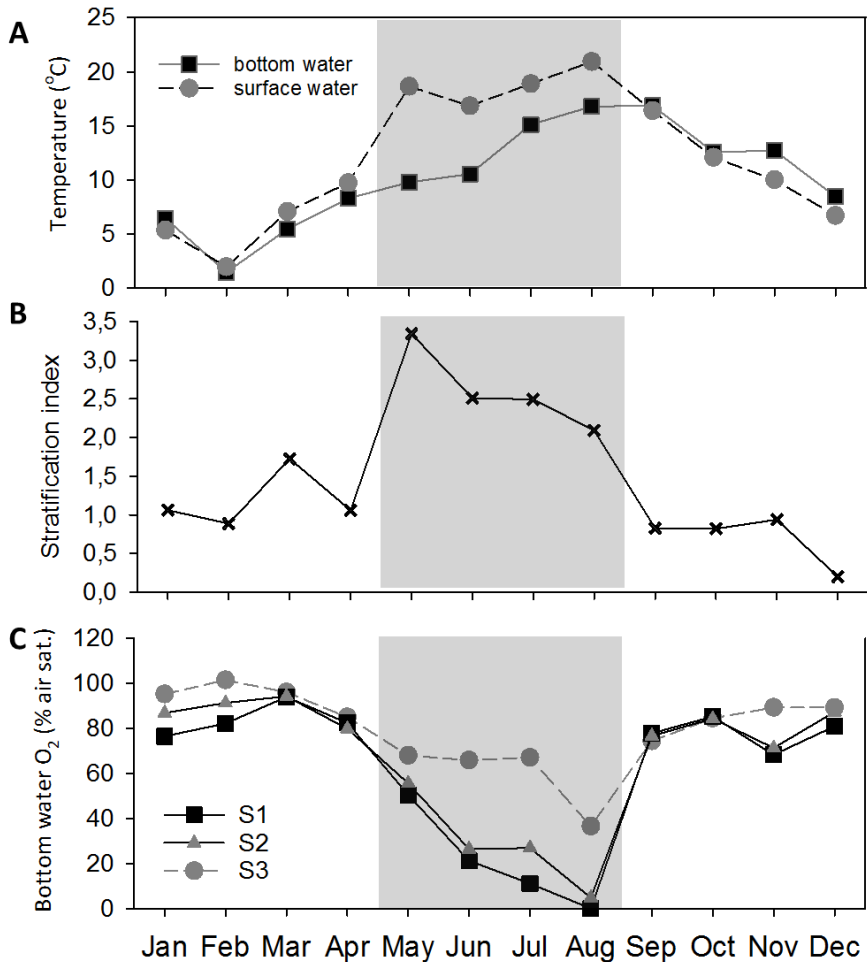 A
Temperature (°C)
25
20
15
10
5
0
bottom water
surface water
B
Stratification index
3,5
3,0
2,5
2,0
1,5
1,0
0,5
0,0
C
Bottom water O2 (% air sat.)
120
100
80
60
40
20
0
S1
S2
S3
Jan Feb Mar Apr May Jun Jul Aug Sep Oct Nov Dec